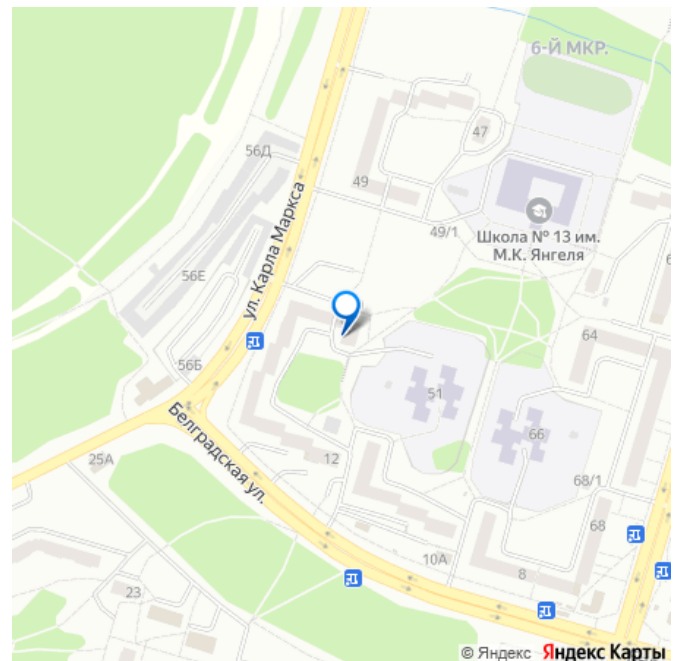 6-Й МКР.
47
56Д
49
ул. Карла Маркса
49/1
Школа № 13 им.
М.К. Янгеля
56Е
64
56Б
51
66
Белградская ул.
25А
12
68/1
68
10А
8
23
© Яндекс Яндекс Карты